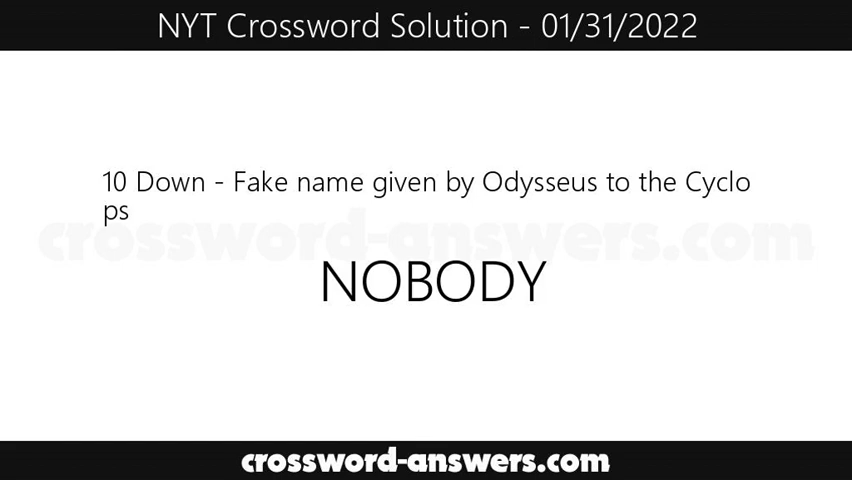 NYT Crossword Solution - 01/31/2022
10 Down - Fake name given by Odysseus to the Cyclo
ps
crossword-answers.com
NOBODY
crossword-answers.com